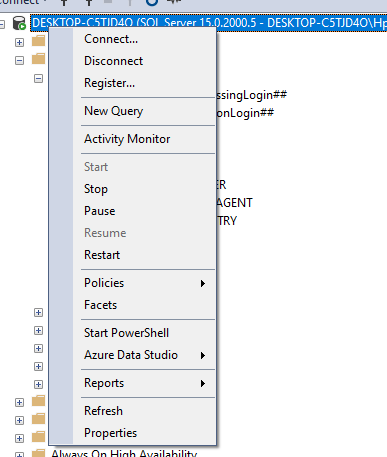 DESKTOP-C5TJD4O (SQL Server 15.0.2000.5 - DESKTOP-C5TJD4O\Hp
Connect...
Disconnect
Register...
ssingLogin##
New Query
onLogin##
Activity Monitor
Start
Stop
ER
Pause
AGENT
Resume
TRY
Restart
Policies
Facets
Start PowerShell
Azure Data Studio
Reports
Refresh
Properties
Always On High Availability